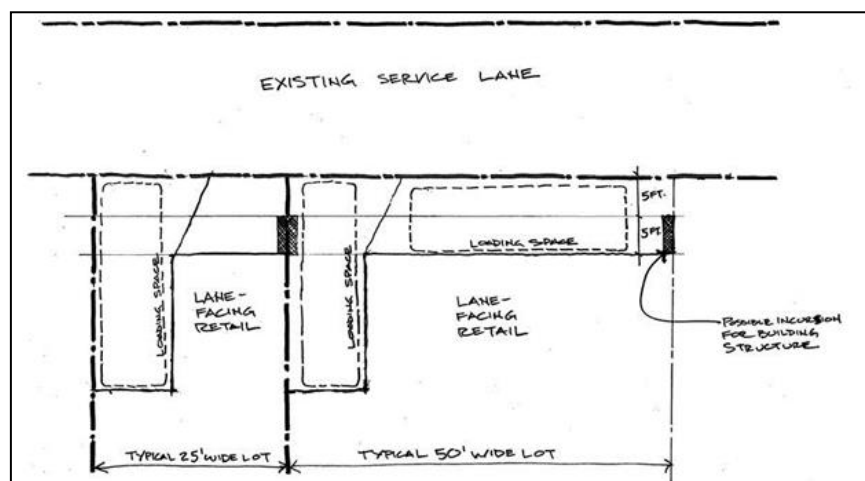 EXISTING SERVICE LANE
5FT.
5FT.
LOADING SPACE
LOADING SPACE
LOADING SPACE
LANE-
FACING
RETAIL
LANE-
FACING
RETAIL
POSSIBLE INCURSION
FOR BUILDING
STRUCTURE
TYPICAL 25' WIDE LOT
TYPICAL 50' WIDE LOT